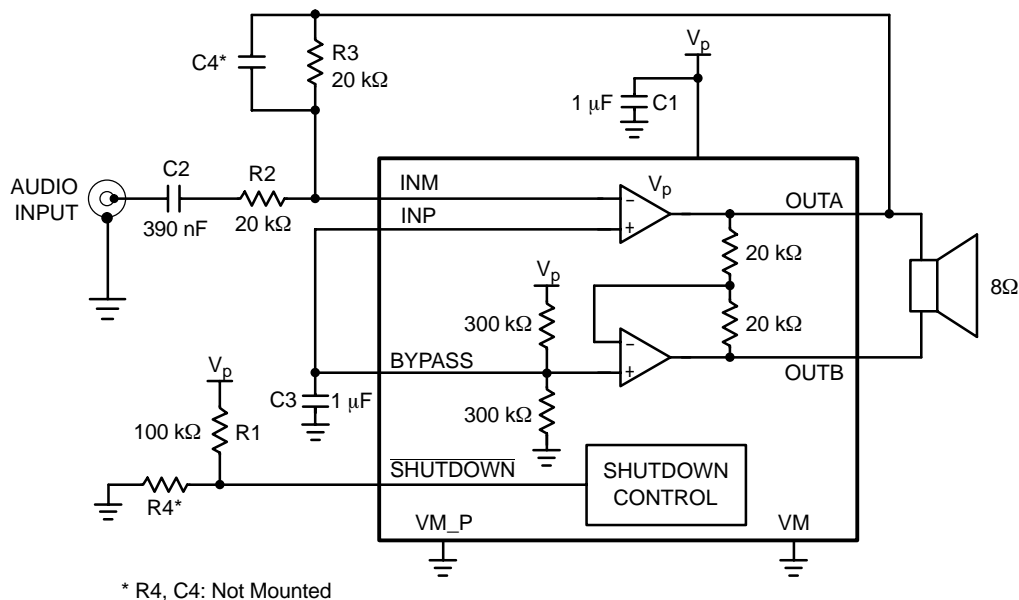 C4*
R3
20 kΩ
Vp
1 μF
C1
AUDIO
INPUT
C2
390 nF
R2
20 kΩ
INM
INP
Vp
−
+
OUTA
20 kΩ
20 kΩ
8Ω
Vp
300 kΩ
BYPASS
−
+
OUTB
C3
1 μF
300 kΩ
Vp
100 kΩ
R1
R4*
SHUTDOWN
SHUTDOWN
CONTROL
VM_P
VM
* R4, C4: Not Mounted